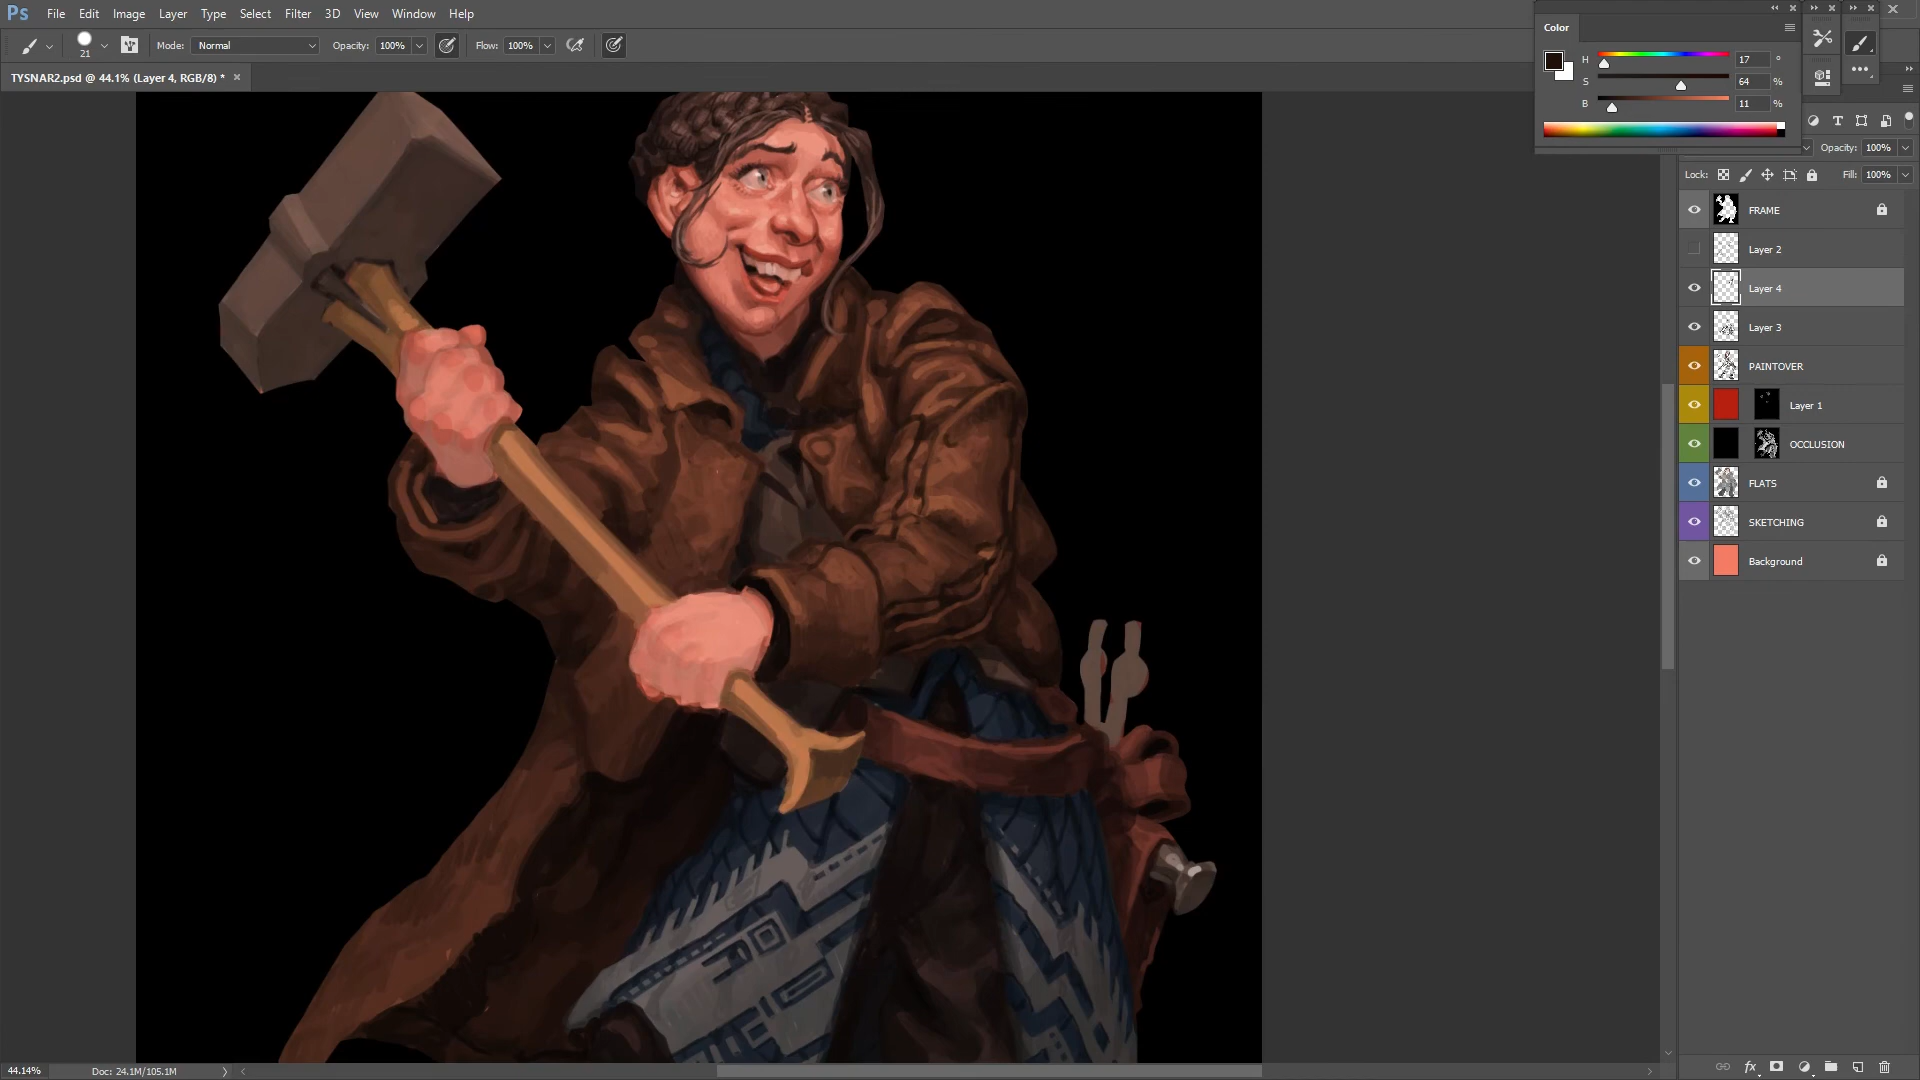 Ps File Edit Image Layer Type Select Filter 3D View Window Help
21 Mode: Normal Opacity: 100% Flow: 100%
TYSNAR2.psd @ 44.1% (Layer 4, RGB/8) * ×
Color
H 17 °
S 64 %
B 11 %
Opacity: 100%
Lock: Fill: 100%
FRAME
Layer 2
Layer 4
Layer 3
PAINTOVER
Layer 1
OCCLUSION
FLATS
SKETCHING
Background
44.14% Doc: 24.1M/105.1M
fx